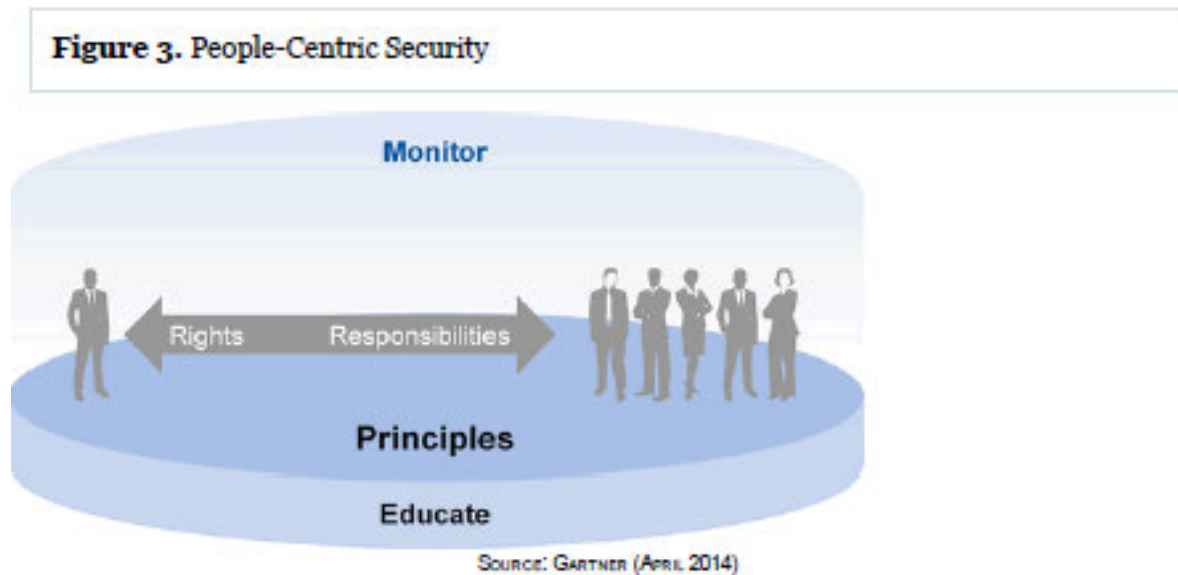 Figure 3. People-Centric Security
Monitor
Rights Responsibilities
Principles
Educate
Source: Gartner (April 2014)